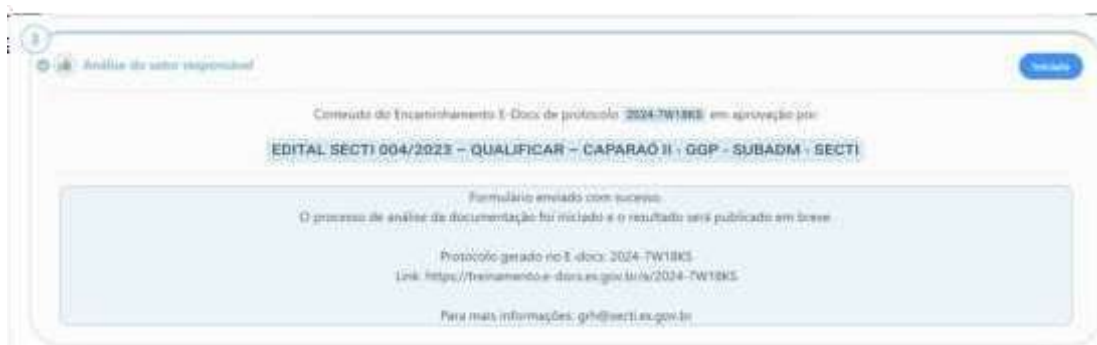 3
Análise do setor responsável
Iniciada
Conteúdo do Encaminhamento E-Docs de protocolo 2024-7W18KS em aprovação por:
EDITAL SECTI 004/2023 – QUALIFICAR – CAPARAÓ II - GGP - SUBADM - SECTI
Formulário enviado com sucesso.
O processo de análise da documentação foi iniciado e o resultado será publicado em breve
Protocolo gerado no E-docs: 2024-7W18KS
Link: https://treinamento.e-docs.es.gov.br/s/2024-7W18KS
Para mais informações: grh@secti.es.gov.br